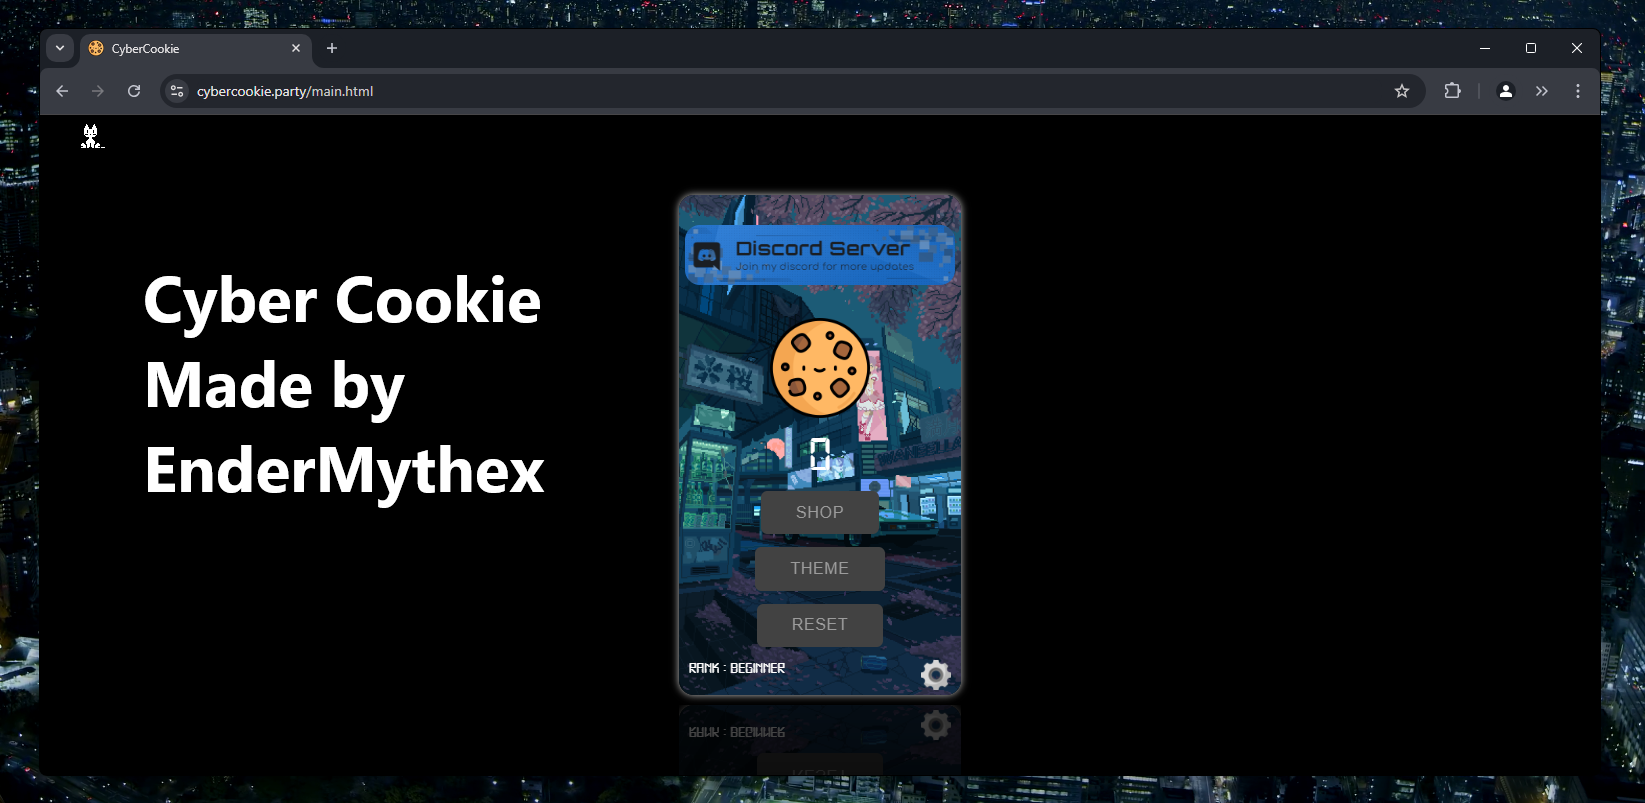 CyberCookie
cybercookie.party/main.html
Cyber Cookie
Made by
EnderMythex
Discord Server
Join my discord for more updates
0
SHOP
THEME
RESET
RANK : BEGINNER